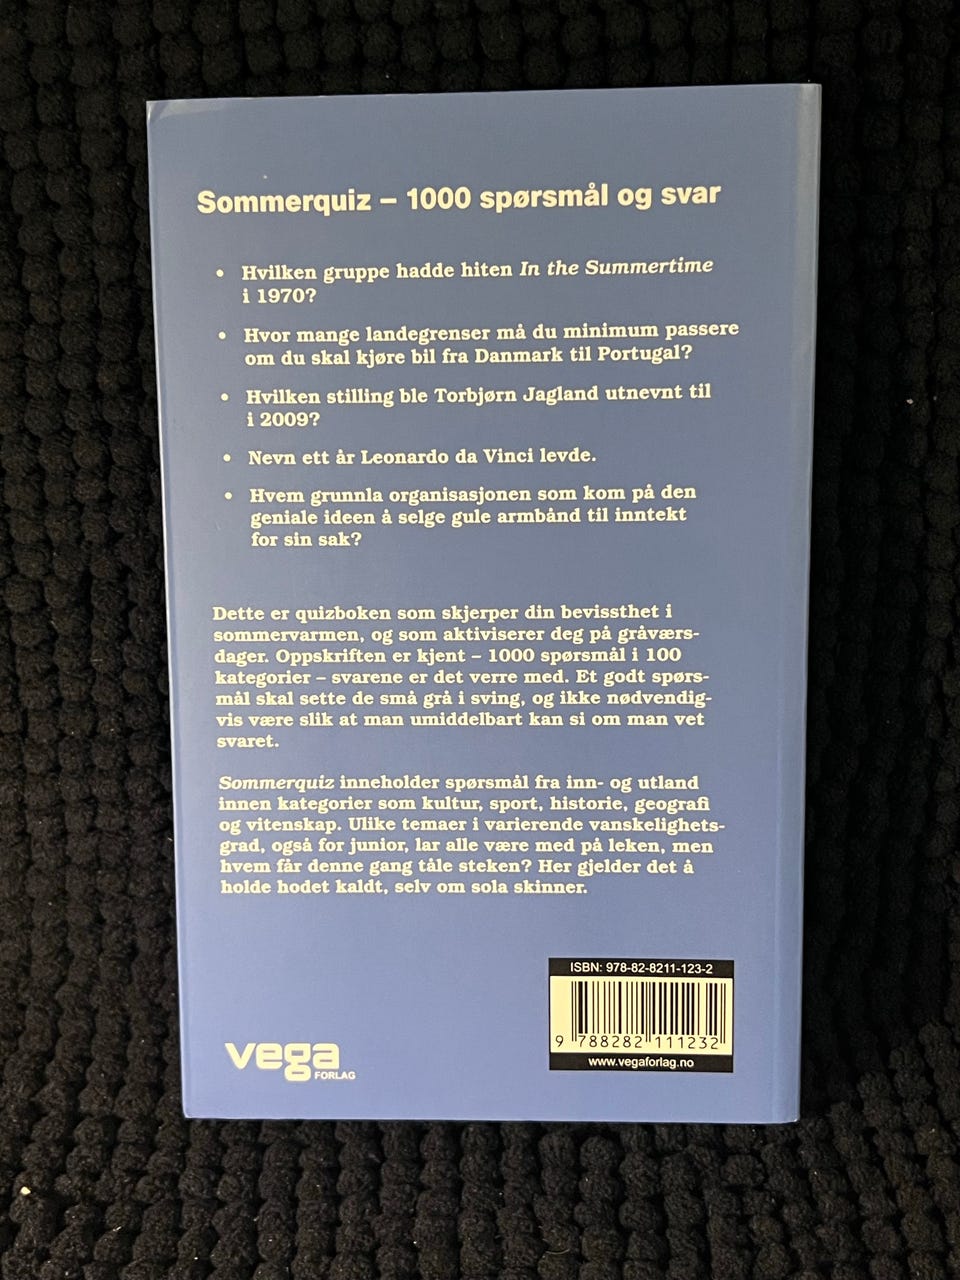 Sommerquiz – 1000 spørsmål og svar
• Hvilken gruppe hadde hiten In the Summertime
i 1970?
• Hvor mange landegrenser må du minimum passere
om du skal kjøre bil fra Danmark til Portugal?
• Hvilken stilling ble Torbjørn Jagland utnevnt til
i 2009?
• Nevn ett år Leonardo da Vinci levde.
• Hvem grunnla organisasjonen som kom på den
geniale ideen å selge gule armbånd til inntekt
for sin sak?
Dette er quizboken som skjerper din bevissthet i
sommervarmen, og som aktiviserer deg på gråværs-
dager. Oppskriften er kjent – 1000 spørsmål i 100
kategorier – svarene er det verre med. Et godt spørs-
mål skal sette de små grå i sving, og ikke nødvendig-
vis være slik at man umiddelbart kan si om man vet
svaret.
Sommerquiz inneholder spørsmål fra inn- og utland
innen kategorier som kultur, sport, historie, geografi
og vitenskap. Ulike temaer i varierende vanskelighets-
grad, også for junior, lar alle være med på leken, men
hvem får denne gang tåle steken? Her gjelder det å
holde hodet kaldt, selv om sola skinner.
ISBN: 978-82-8211-123-2
9 788282 111232
www.vegaforlag.no
vega
FORLAG